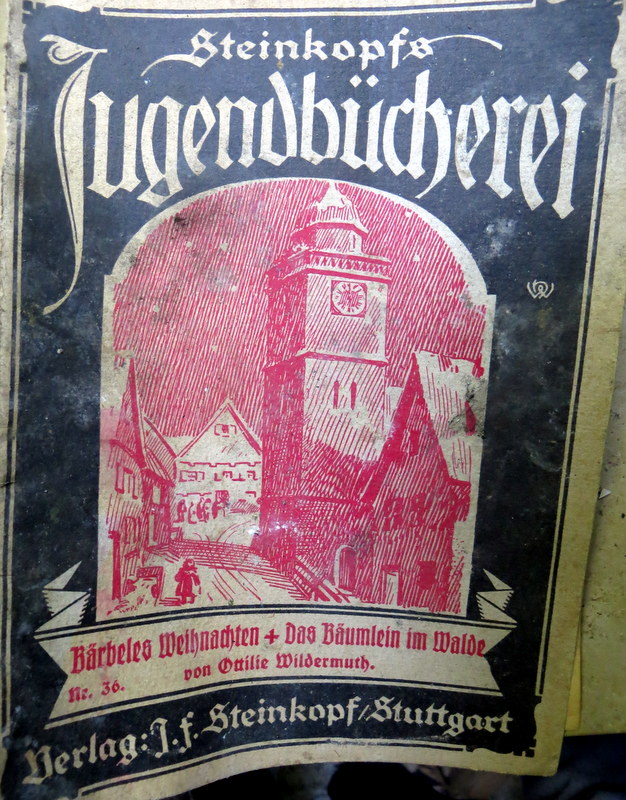 Steinkopfs
Jugendbücherei
Bärbeles Weihnachten + Das Bäumlein im Walde
Nr. 36. von Ottilie Wildermuth.
Verlag: J. F. Steinkopf / Stuttgart